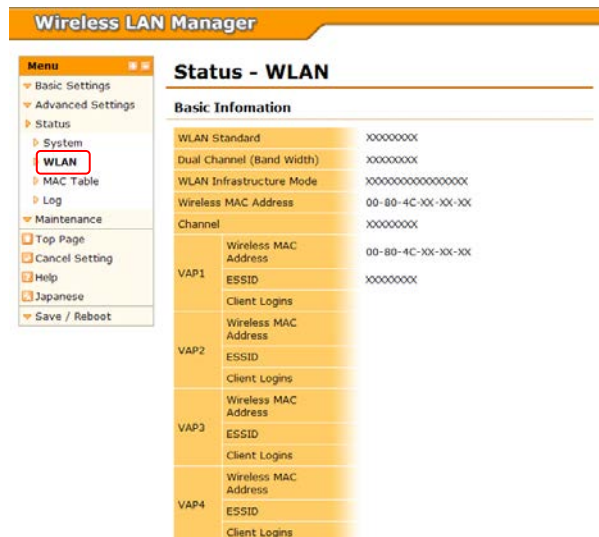 Wireless LAN Manager
Menu
Basic Settings
Advanced Settings
Status
System
WLAN
MAC Table
Log
Maintenance
Top Page
Cancel Setting
Help
Japanese
Save / Reboot
Status - WLAN
Basic Infomation
WLAN Standard XXXXXXXX
Dual Channel (Band Width) XXXXXXXX
WLAN Infrastructure Mode XXXXXXXXXXXXXXXX
Wireless MAC Address 00-80-4C-XX-XX-XX
Channel XXXXXXXX
VAP1
Wireless MAC
Address 00-80-4C-XX-XX-XX
ESSID XXXXXXXX
Client Logins
VAP2
Wireless MAC
Address
ESSID
Client Logins
VAP3
Wireless MAC
Address
ESSID
Client Logins
VAP4
Wireless MAC
Address
ESSID
Client Logins